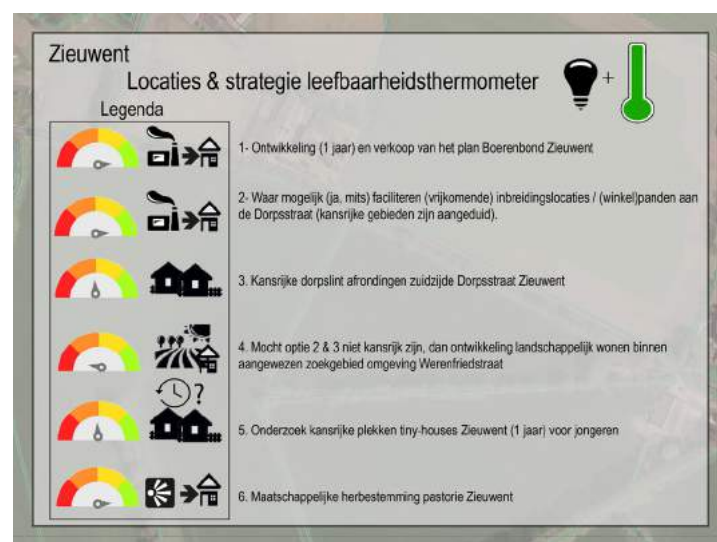 Zieuwent
Locaties & strategie leefbaarheidsthermometer
+
Legenda
1- Ontwikkeling (1 jaar) en verkoop van het plan Boerenbond Zieuwent
2- Waar mogelijk (ja, mits) faciliteren (vrijkomende) inbreidingslocaties / (winkel)panden aan
de Dorpsstraat (kansrijke gebieden zijn aangeduid).
3. Kansrijke dorpslint afrondingen zuidzijde Dorpsstraat Zieuwent
4. Mocht optie 2 & 3 niet kansrijk zijn, dan ontwikkeling landschappelijk wonen binnen
aangewezen zoekgebied omgeving Werenfriedstraat
?
5. Onderzoek kansrijke plekken tiny-houses Zieuwent (1 jaar) voor jongeren
6. Maatschappelijke herbestemming pastorie Zieuwent